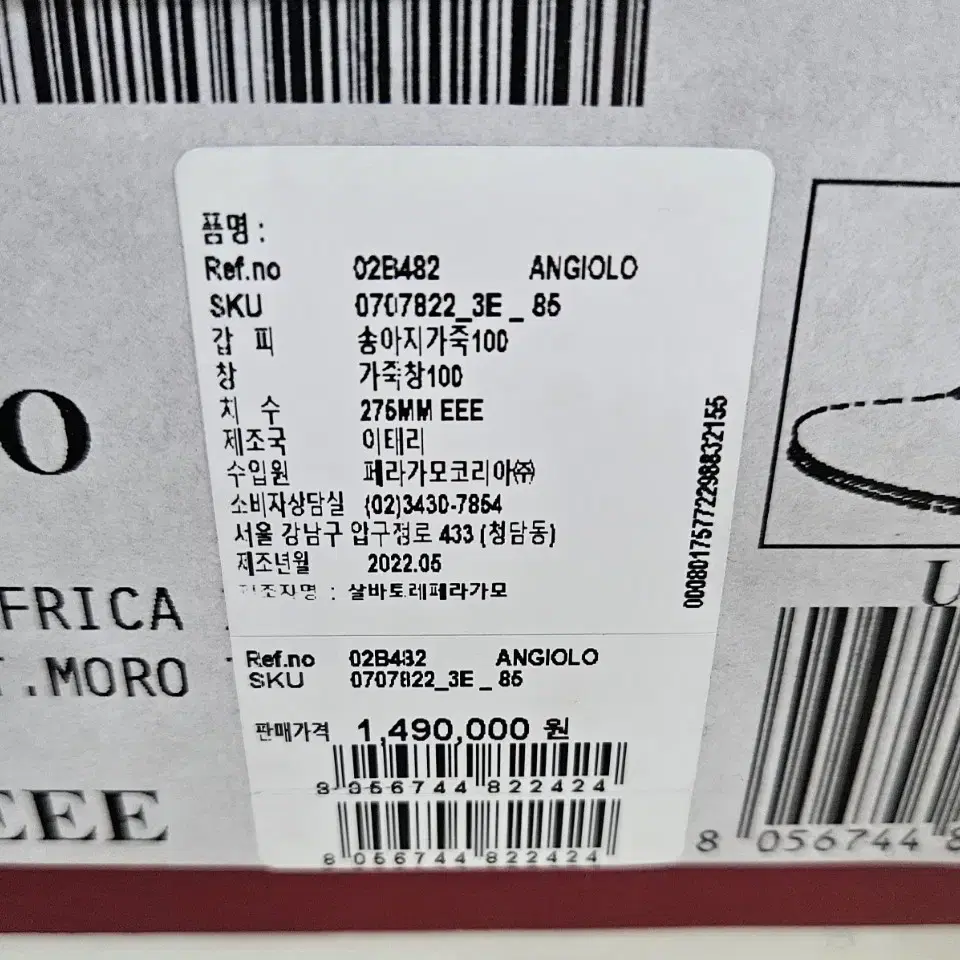 품명 :
Ref.no 02B482 ANGIOLO
SKU 0707822_3E _ 85
갑 피 송아지가죽100
창 가죽창100
치 수 275MM EEE
제조국 이태리
수입원 페라가모코리아㈜
소비자상담실 (02)3430-7854
서울 강남구 압구정로 433 (청담동)
제조년월 2022.05
제조자명 : 살바토레페라가모
00080175772298832155
Ref.no 02B482 ANGIOLO
SKU 0707822_3E _ 85
판매가격 1,490,000 원
8 056744 822424
8 056744 822424
O
FRICA
T.MORO
EEE
U
8 056744 8